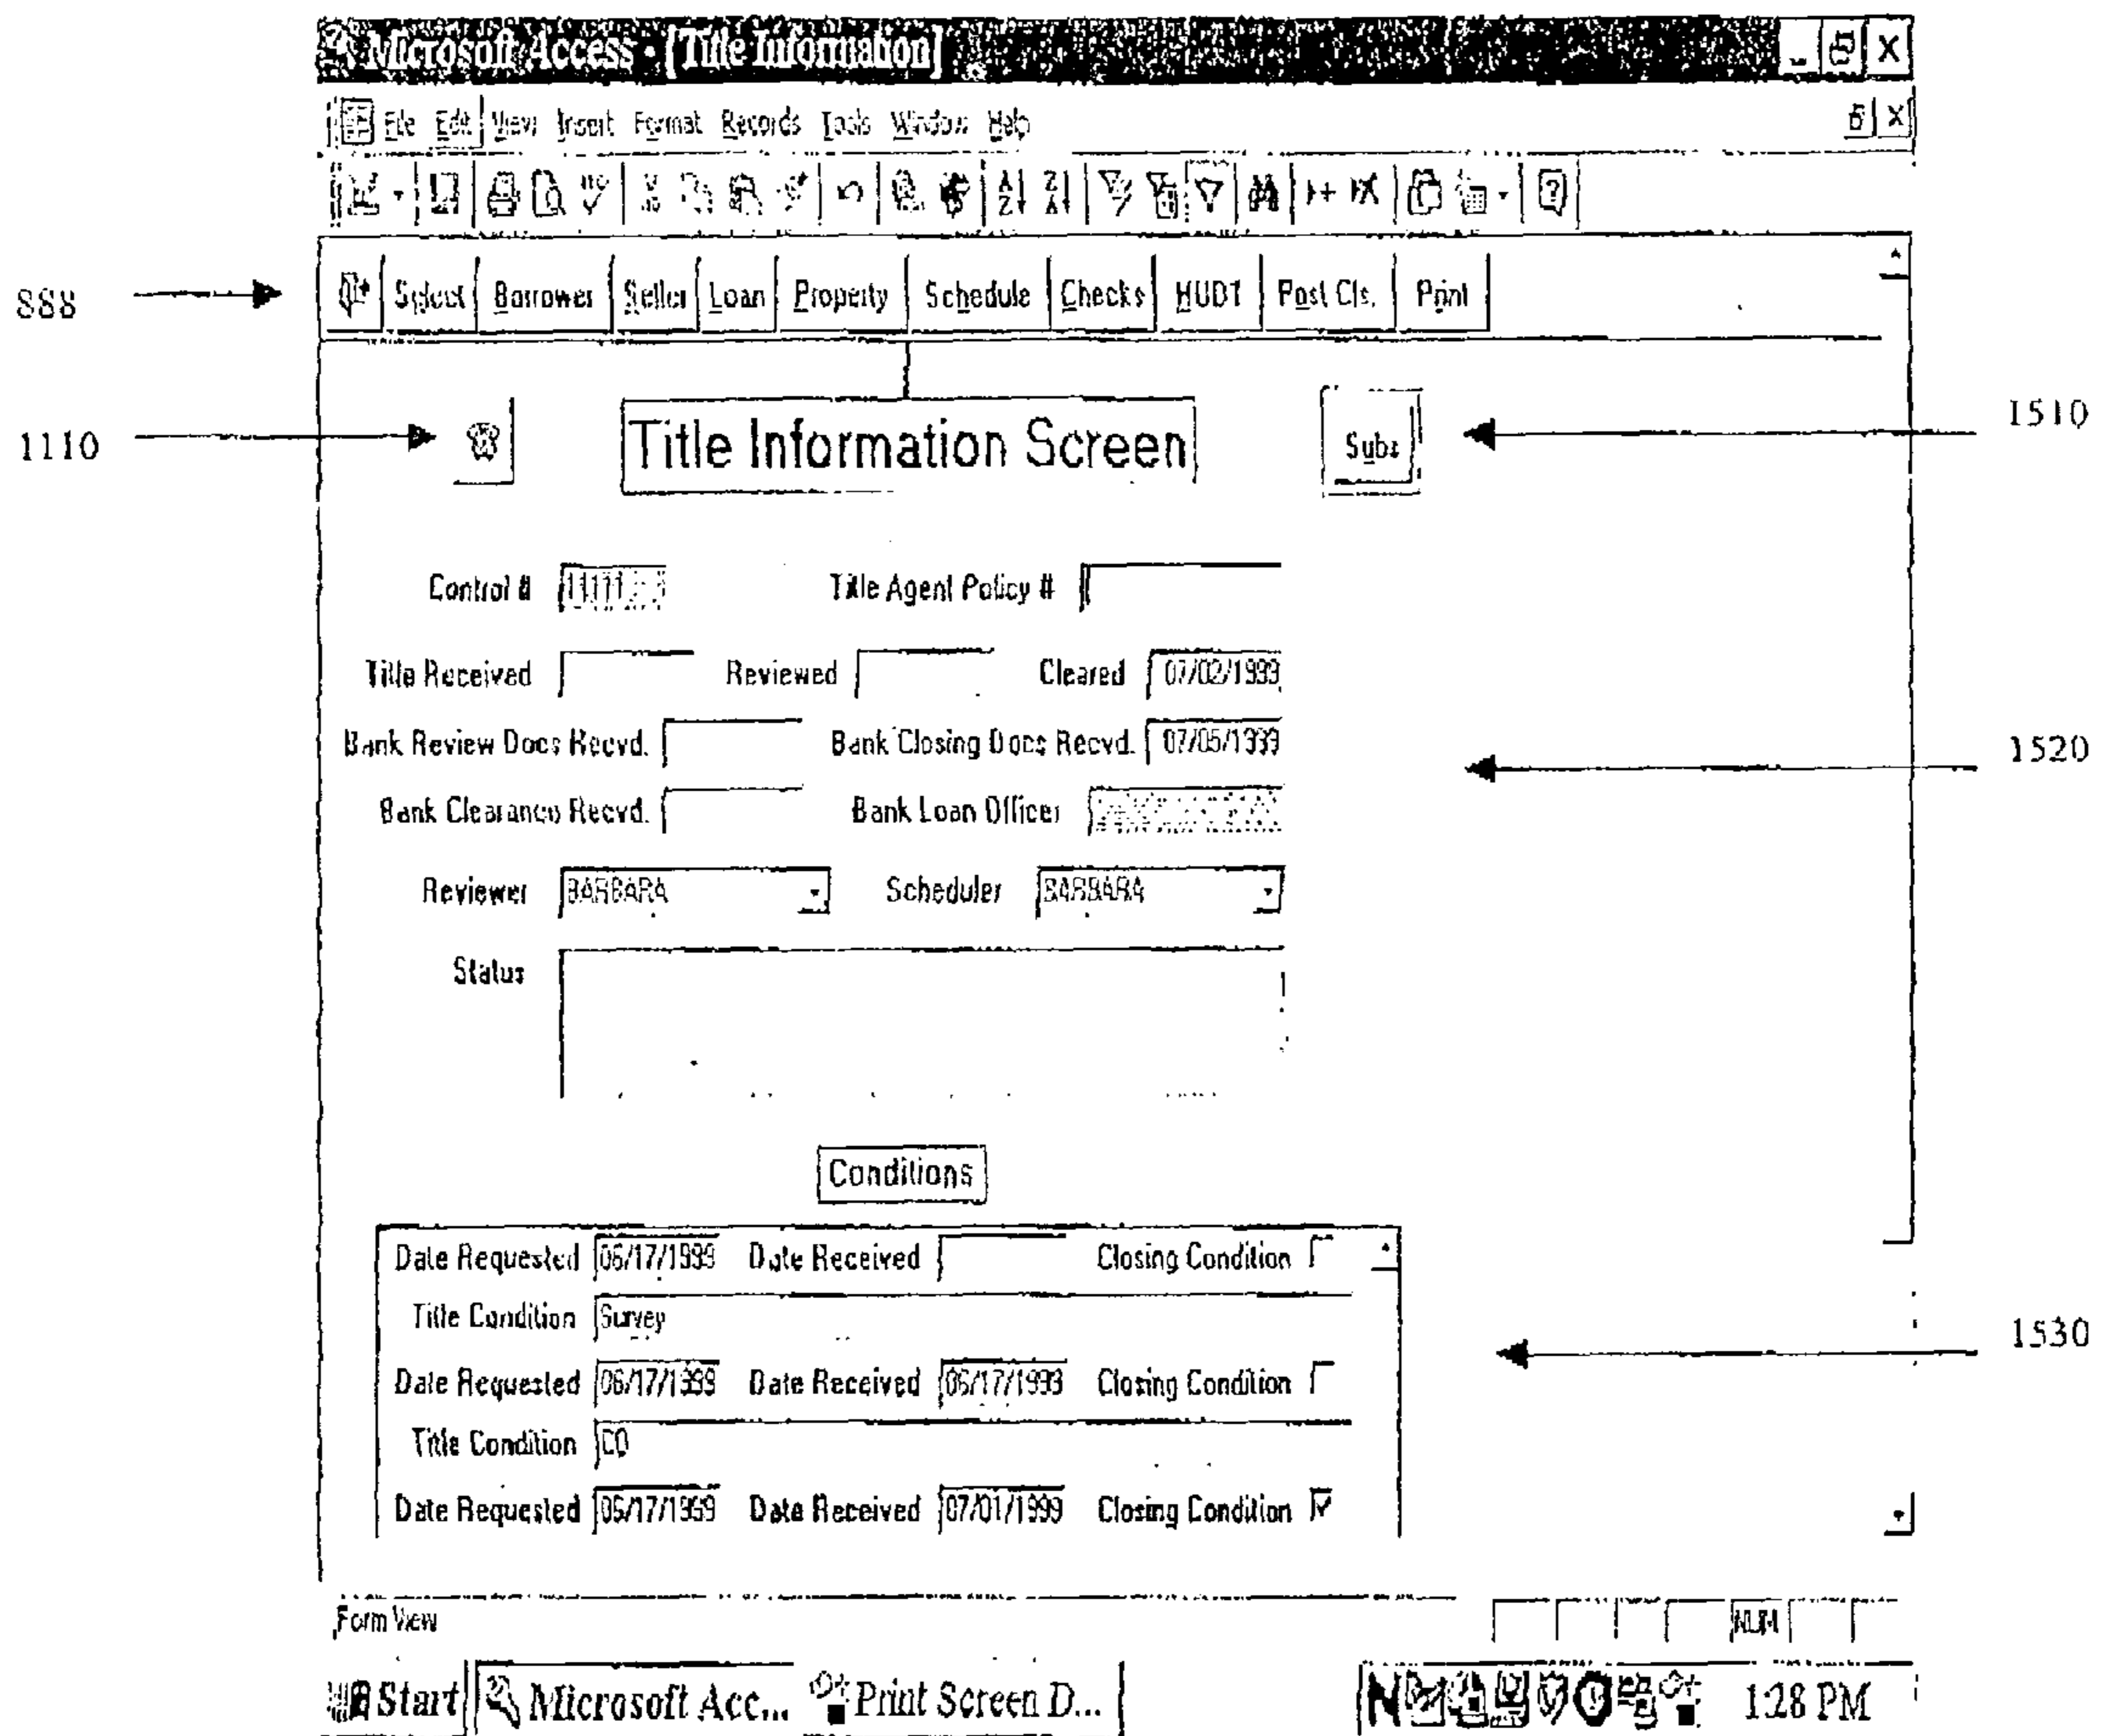 Microsoft Access - [Title Information]
File Edit View Insert Format Records Tools Window Help
888 Select Borrower Seller Loan Property Schedule Checks HUD1 Post Cls. Print
1110 Title Information Screen Subs 1510
Control # 11111 Title Agent Policy #
Title Received Reviewed Cleared 07/02/1999
Bank Review Docs Recvd. Bank Closing Docs Recvd. 07/05/1999 1520
Bank Clearance Recvd. Bank Loan Officer
Reviewer BARBARA Scheduler BARBARA
Status
Conditions
Date Requested 06/17/1999 Date Received Closing Condition
Title Condition Survey 1530
Date Requested 06/17/1999 Date Received 06/17/1999 Closing Condition
Title Condition CO
Date Requested 06/17/1999 Date Received 07/01/1999 Closing Condition
Form View NUM
Start Microsoft Acc... Print Screen D... 1:28 PM